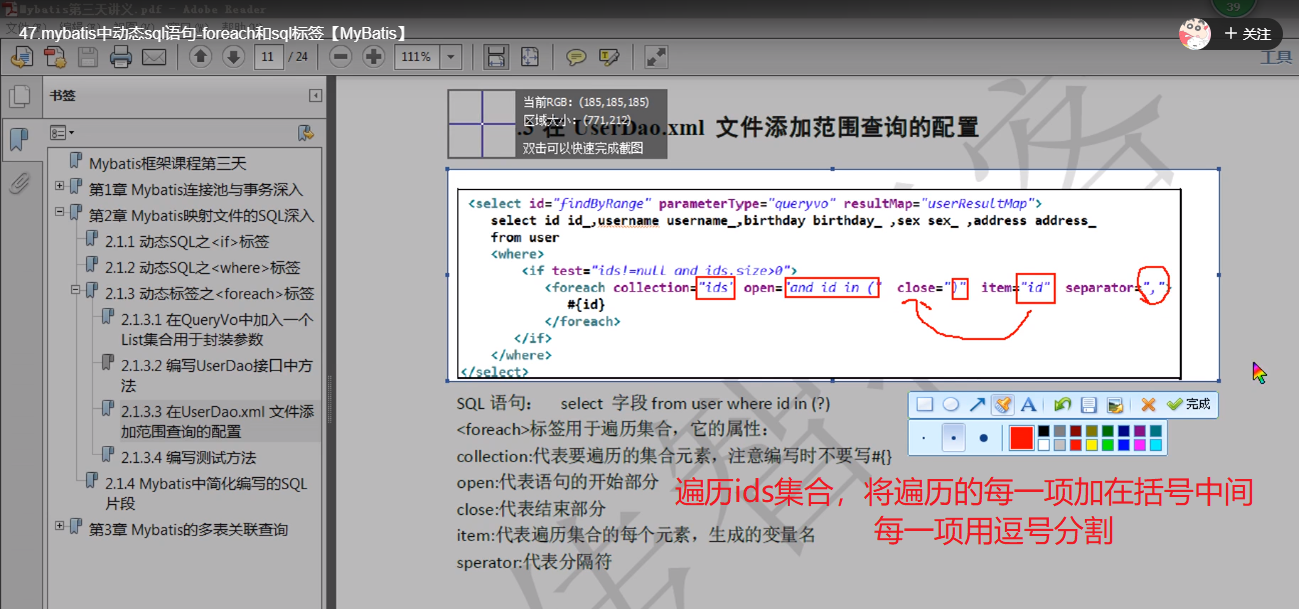 Mybatis第三天讲义.pdf - Adobe Reader
47.mybatis中动态sql语句-foreach和sql标签【MyBatis】
39
+ 关注
11 / 24
111%
工具
书签
Mybatis框架课程第三天
第1章 Mybatis连接池与事务深入
第2章 Mybatis映射文件的SQL深入
2.1.1 动态SQL之<if>标签
2.1.2 动态SQL之<where>标签
2.1.3 动态标签之<foreach>标签
2.1.3.1 在QueryVo中加入一个
List集合用于封装参数
2.1.3.2 编写UserDao接口中方
法
2.1.3.3 在UserDao.xml 文件添
加范围查询的配置
2.1.3.4 编写测试方法
2.1.4 Mybatis中简化编写的SQL
片段
第3章 Mybatis的多表关联查询
当前RGB：(185,185,185)
区域大小：(771,212)
双击可以快速完成截图
.3 在 UserDao.xml 文件添加范围查询的配置
<select id="findByRange" parameterType="queryvo" resultMap="userResultMap">
select id id_,username username_,birthday birthday_ ,sex sex_ ,address address_
from user
<where>
<if test="ids!=null and ids.size>0">
<foreach collection="ids" open="and id in (" close=")" item="id" separator=",">
#{id}
</foreach>
</if>
</where>
</select>
完成
SQL 语句： select 字段 from user where id in (?)
<foreach>标签用于遍历集合，它的属性：
collection:代表要遍历的集合元素，注意编写时不要写#{}
open:代表语句的开始部分
close:代表结束部分
item:代表遍历集合的每个元素，生成的变量名
sperator:代表分隔符
遍历ids集合，将遍历的每一项加在括号中间
每一项用逗号分割